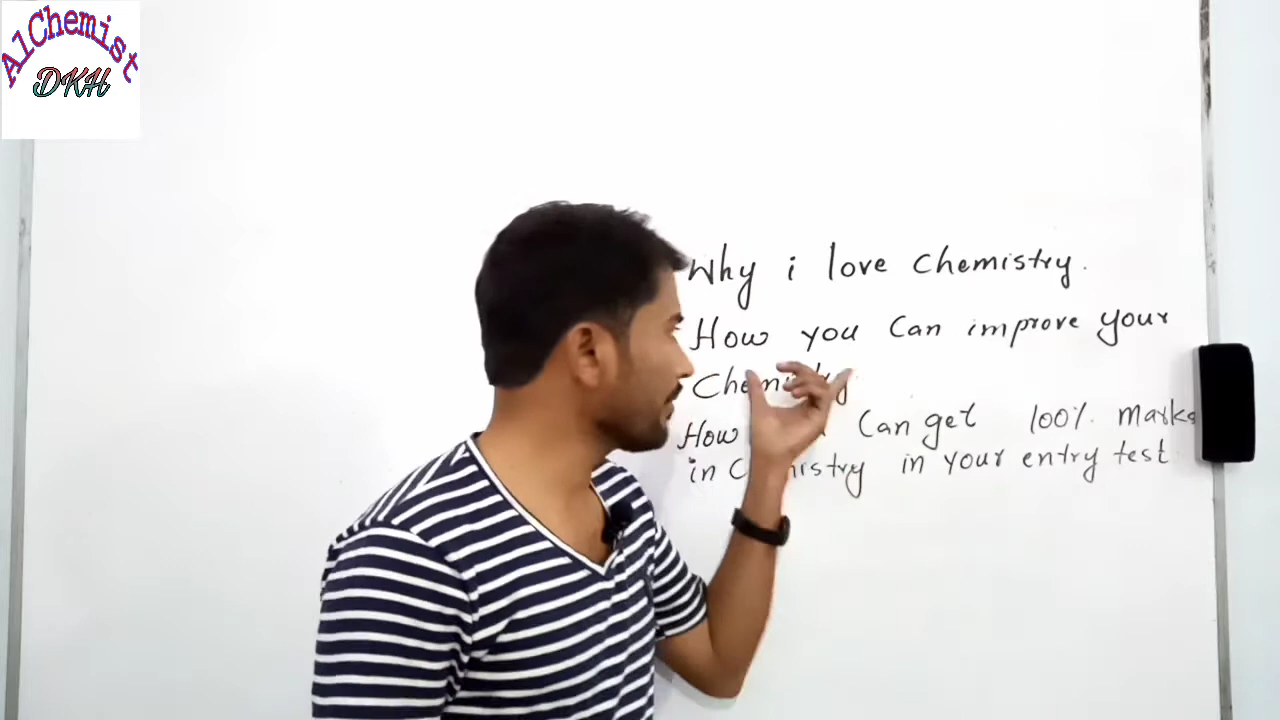 AlChemist
DKH
Why i love Chemistry.
How you Can improve your
Chemistry
How Can get 100% Marks
in Chemistry in your entry test